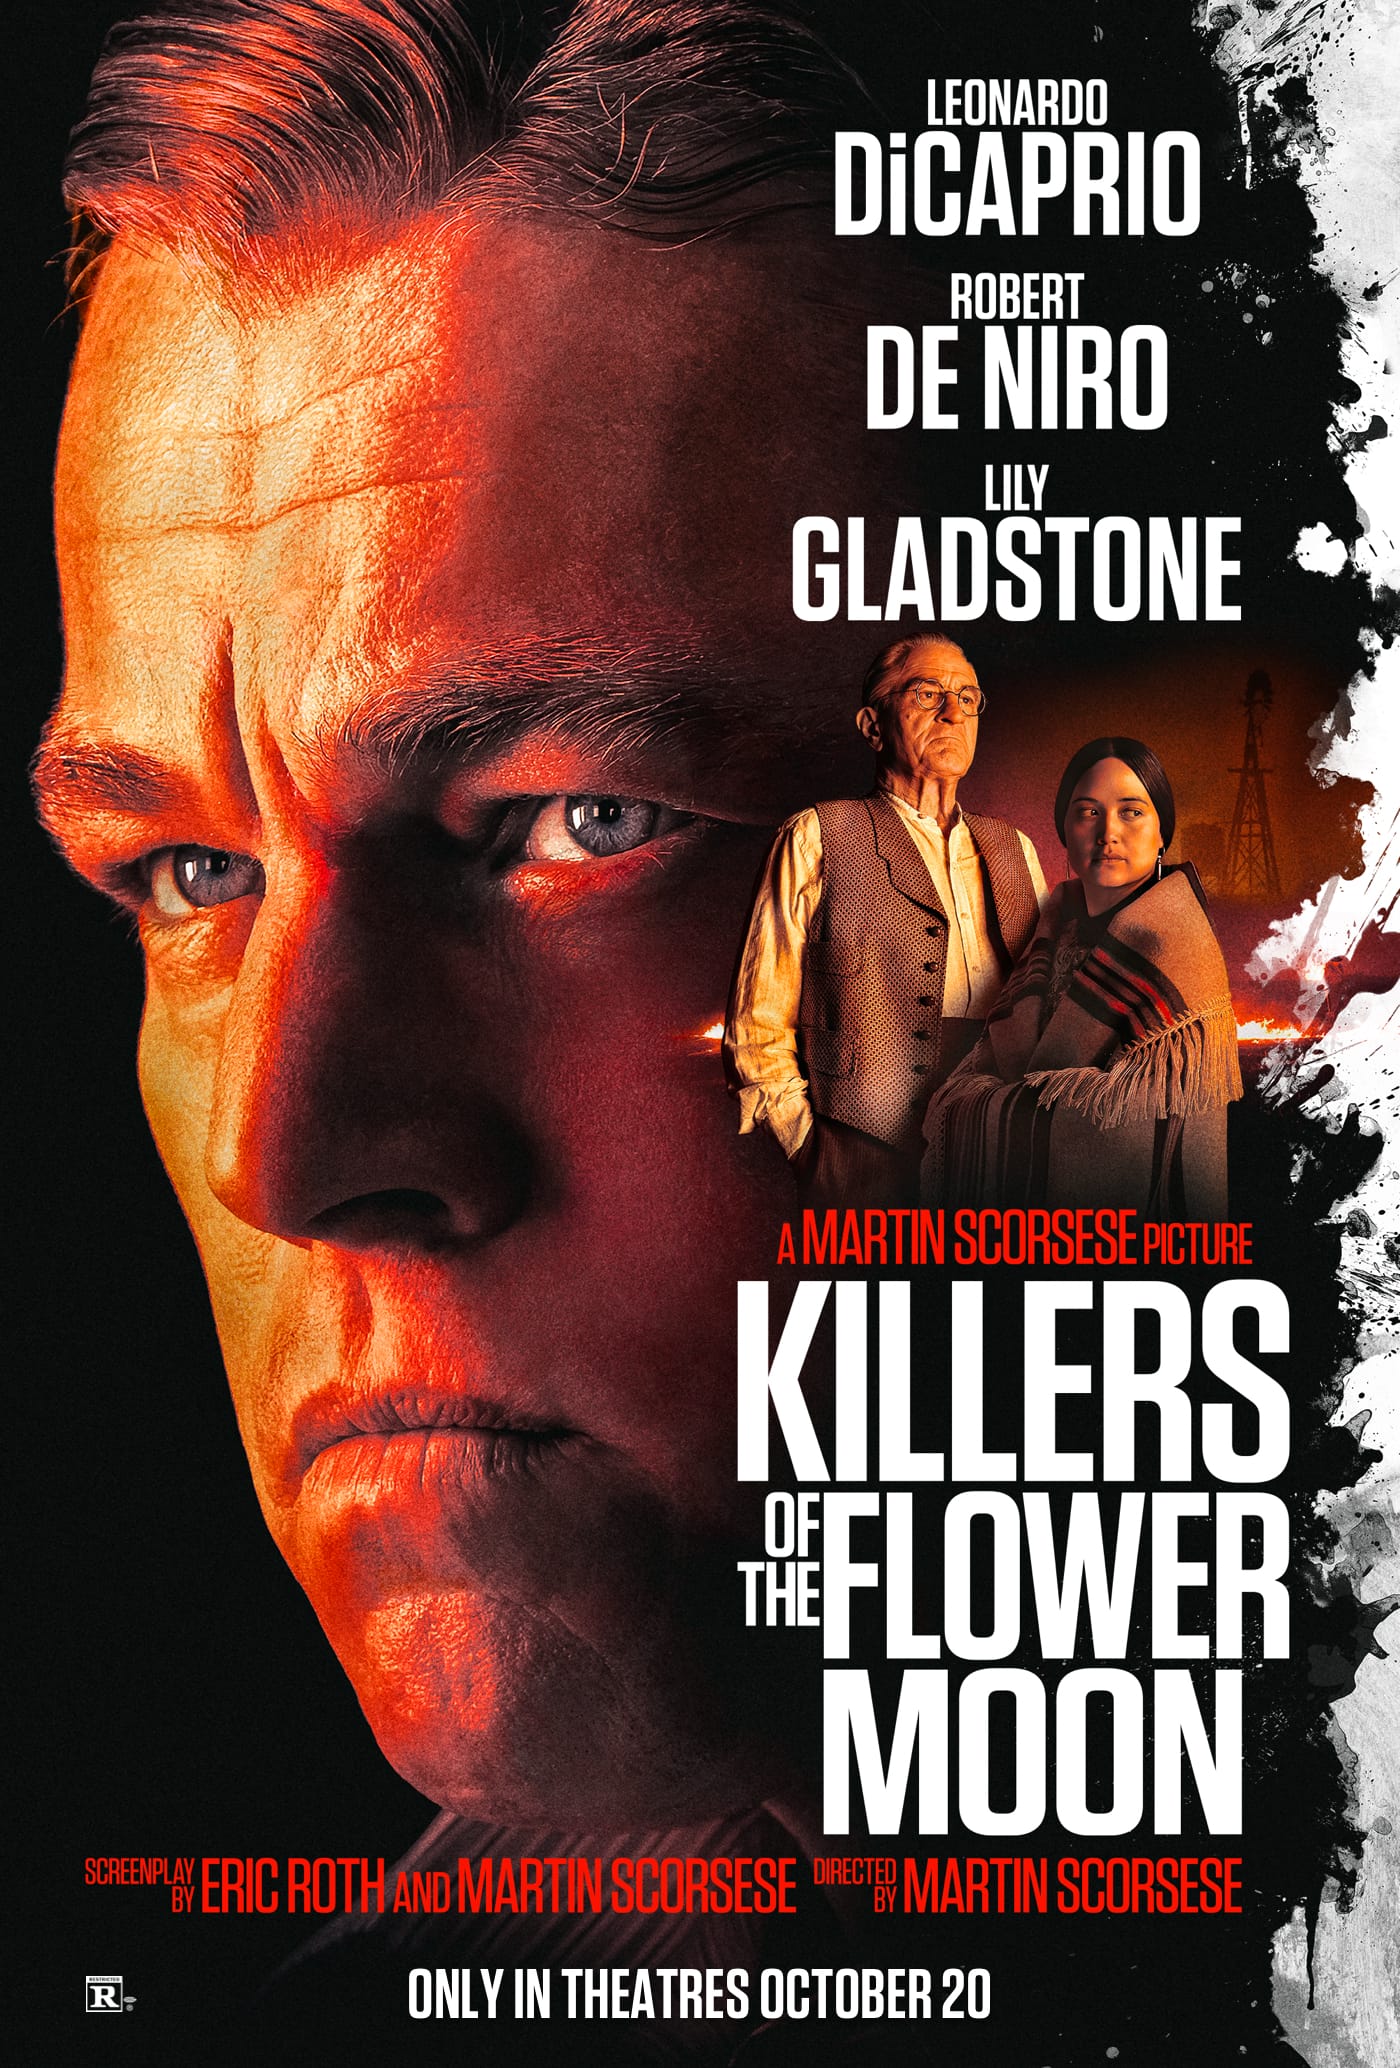 LEONARDO
DiCAPRIO
ROBERT
DE NIRO
LILY
GLADSTONE
A MARTIN SCORSESE PICTURE
KILLERS
OF THE FLOWER
MOON
SCREENPLAY BY ERIC ROTH AND MARTIN SCORSESE DIRECTED BY MARTIN SCORSESE
RESTRICTED
R
ONLY IN THEATRES OCTOBER 20